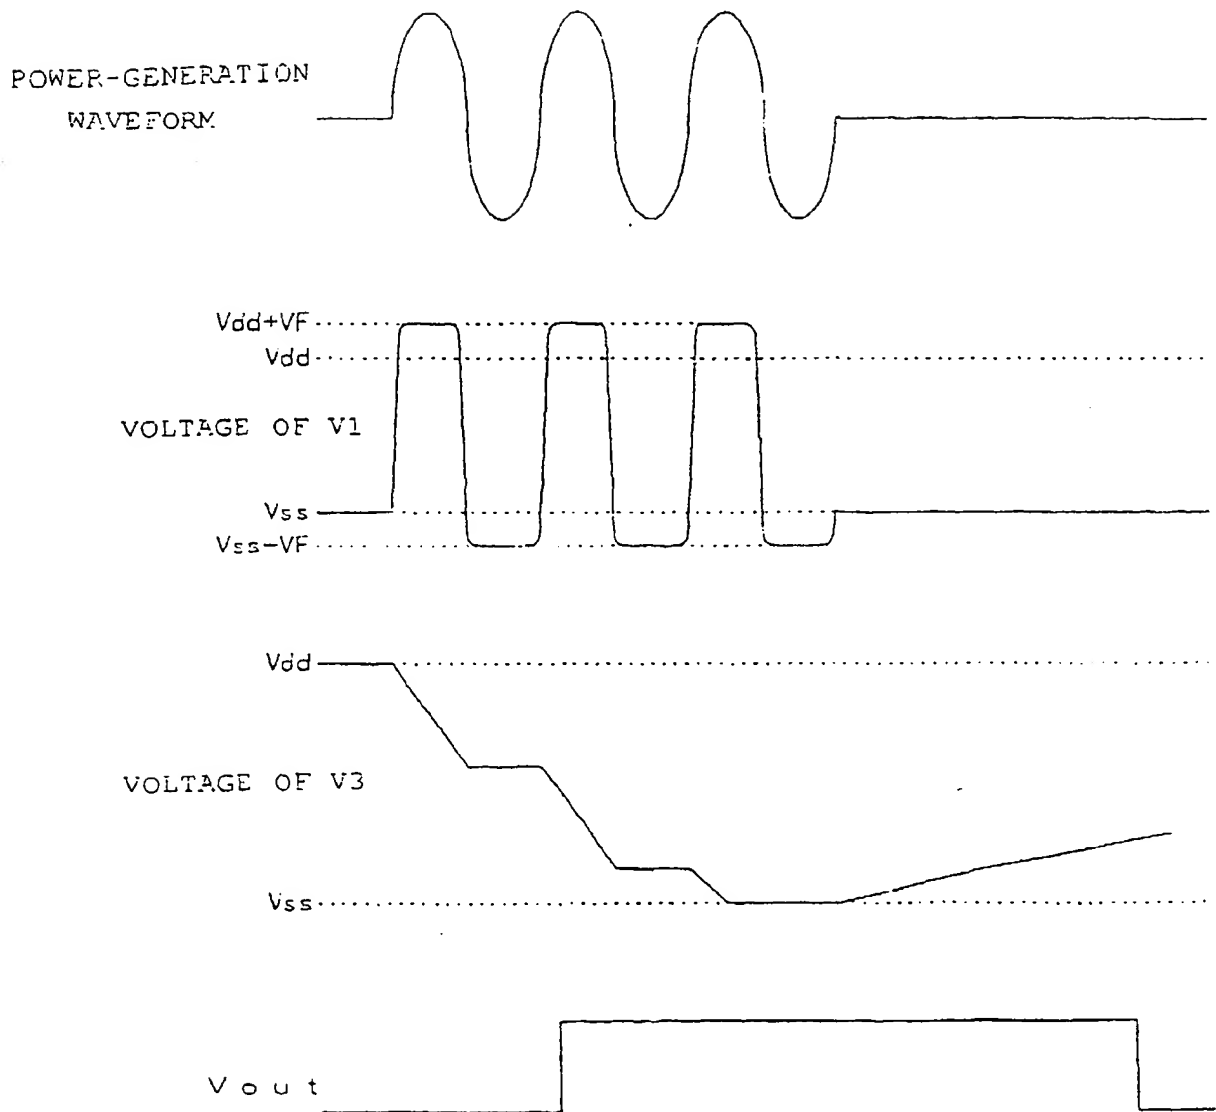 POWER-GENERATION
WAVEFORM
Vdd+VF
Vdd
VOLTAGE OF V1
Vss
Vss-VF
Vdd
VOLTAGE OF V3
Vss
Vout